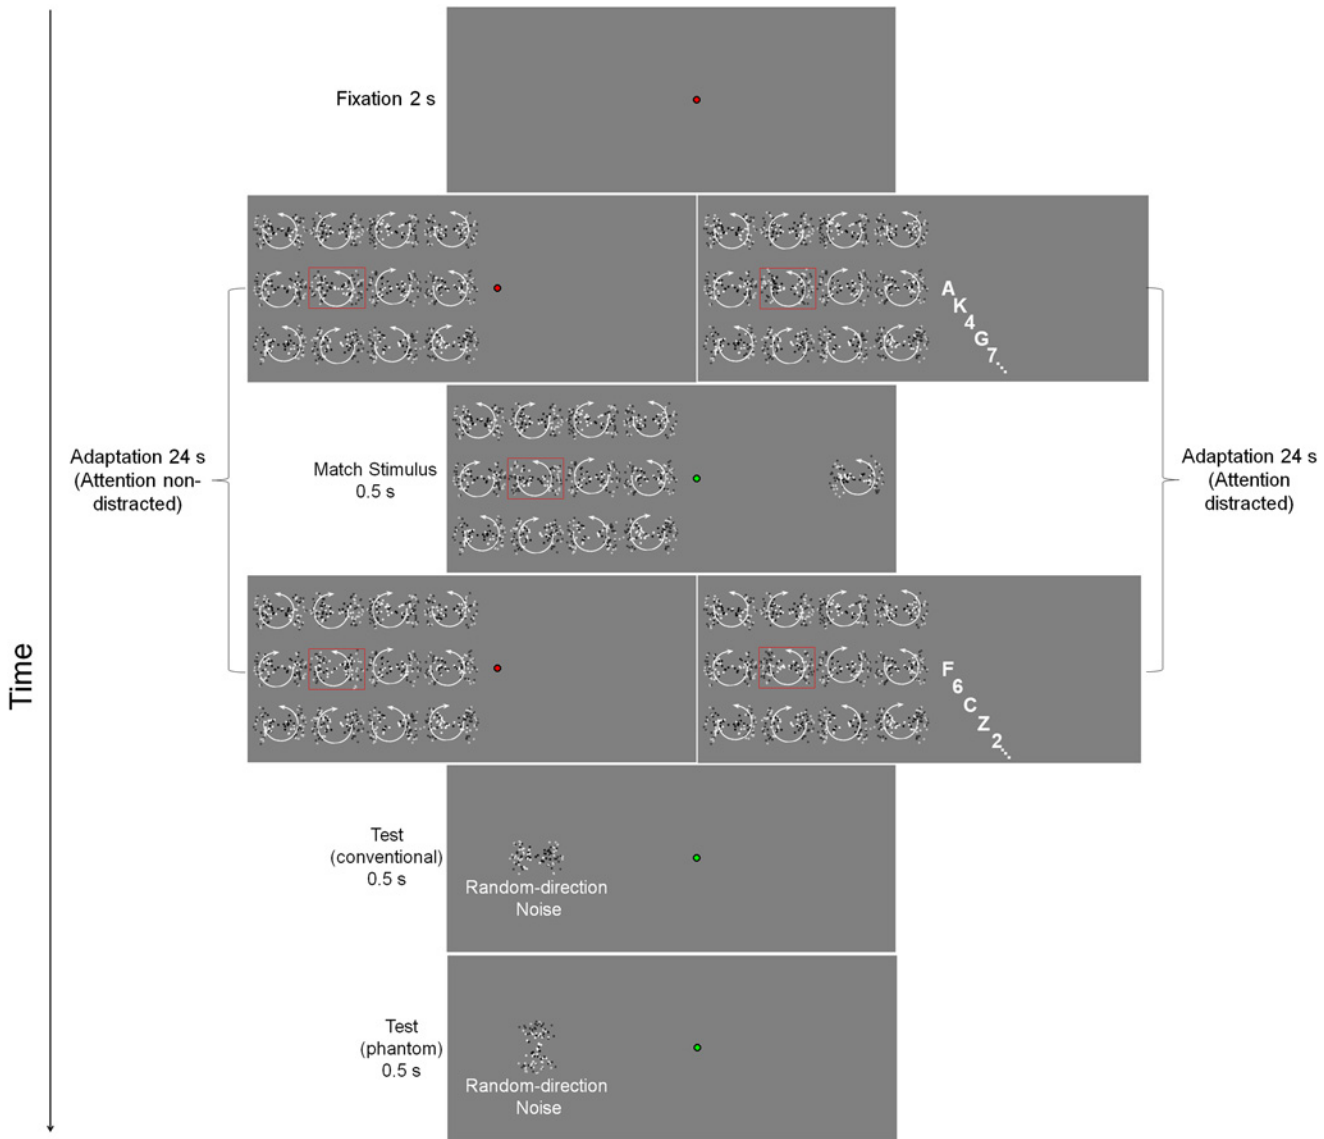 Fixation 2 s
A
K
4
G
7...
Adaptation 24 s
(Attention non-
distracted)
Match Stimulus
0.5 s
Adaptation 24 s
(Attention
distracted)
F
6
C
Z
2...
Time
Test
(conventional)
0.5 s
Random-direction
Noise
Test
(phantom)
0.5 s
Random-direction
Noise